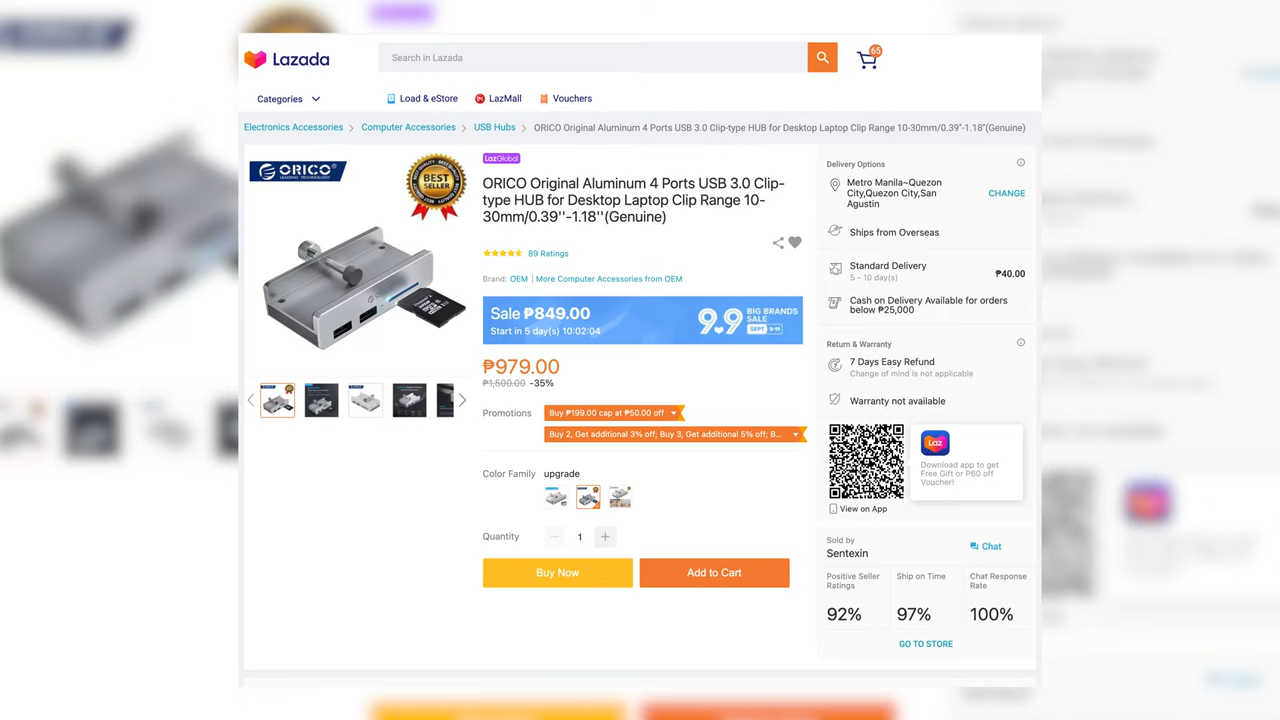 Lazada
Search in Lazada
65
Categories
Load & eStore
LazMall
Vouchers
Electronics Accessories
Computer Accessories
USB Hubs
ORICO Original Aluminum 4 Ports USB 3.0 Clip-type HUB for Desktop Laptop Clip Range 10-30mm/0.39''-1.18''(Genuine)
ORICO
LEADING TECHNOLOGY
BEST
SELLER
LazGlobal
ORICO Original Aluminum 4 Ports USB 3.0 Clip-
type HUB for Desktop Laptop Clip Range 10-
30mm/0.39''-1.18''(Genuine)
89 Ratings
Brand: OEM | More Computer Accessories from OEM
Sale ₱849.00
Start in 5 day(s) 10:02:04
9.9
BIG BRANDS
SALE
SEPT 9-11
₱979.00
₱1,500.00 -35%
Promotions
Buy ₱199.00 cap at ₱50.00 off
Buy 2, Get additional 3% off; Buy 3, Get additional 5% off; B...
Color Family upgrade
Quantity
1
Buy Now
Add to Cart
Delivery Options
Metro Manila~Quezon
City,Quezon City,San
Agustin
CHANGE
Ships from Overseas
Standard Delivery
5 - 10 day(s)
₱40.00
Cash on Delivery Available for orders
below ₱25,000
Return & Warranty
7 Days Easy Refund
Change of mind is not applicable
Warranty not available
Laz
Download app to get
Free Gift or P60 off
Voucher!
View on App
Sold by
Sentexin
Chat
Positive Seller
Ratings
92%
Ship on Time
97%
Chat Response
Rate
100%
GO TO STORE